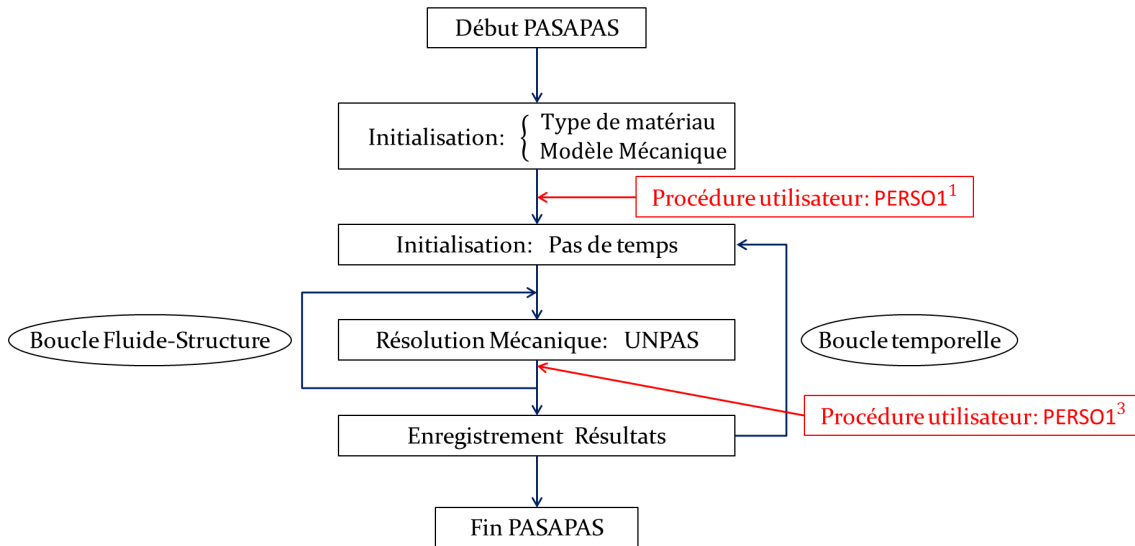 Début PASAPAS
Initialisation: { Type de matériau
Modèle Mécanique
Procédure utilisateur: PERSO1¹
Initialisation: Pas de temps
Boucle Fluide-Structure
Résolution Mécanique: UNPAS
Boucle temporelle
Procédure utilisateur: PERSO1³
Enregistrement Résultats
Fin PASAPAS